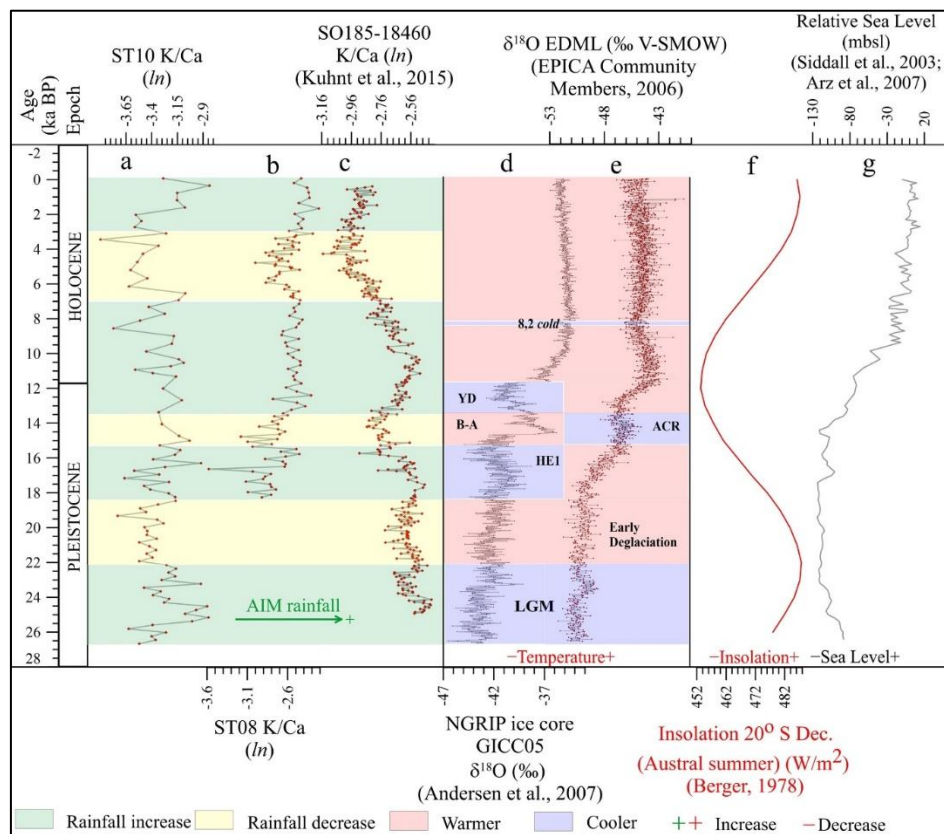 ST10 K/Ca
(ln)
SO185-18460
K/Ca (ln)
(Kuhnt et al., 2015)
δ¹⁸O EDML (‰ V-SMOW)
(EPICA Community
Members, 2006)
Relative Sea Level
(mbsl)
(Siddall et al., 2003;
Arz et al., 2007)
Age
(ka BP)
Epoch
-3.65
-3.4
-3.15
-2.9
-3.16
-2.96
-2.76
-2.56
-53
-48
-43
-130
-80
-30
20
a
b
c
d
e
f
g
-2
0
2
4
6
8
10
12
14
16
18
20
22
24
26
28
HOLOCENE
PLEISTOCENE
8,2 cold
YD
B-A
ACR
HE1
Early
Deglaciation
LGM
AIM rainfall
+
−Temperature+
−Insolation+
−Sea Level+
-3.6
-3.1
-2.6
-47
-42
-37
452
462
472
482
ST08 K/Ca
(ln)
NGRIP ice core
GICC05
δ¹⁸O (‰)
(Andersen et al., 2007)
Insolation 20⁰ S Dec.
(Austral summer) (W/m²)
(Berger, 1978)
Rainfall increase
Rainfall decrease
Warmer
Cooler
++ Increase
− Decrease